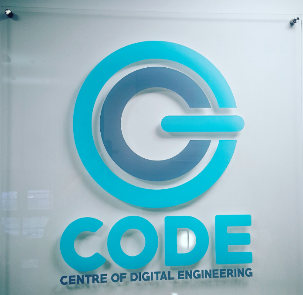 CODE
CENTRE OF DIGITAL ENGINEERING